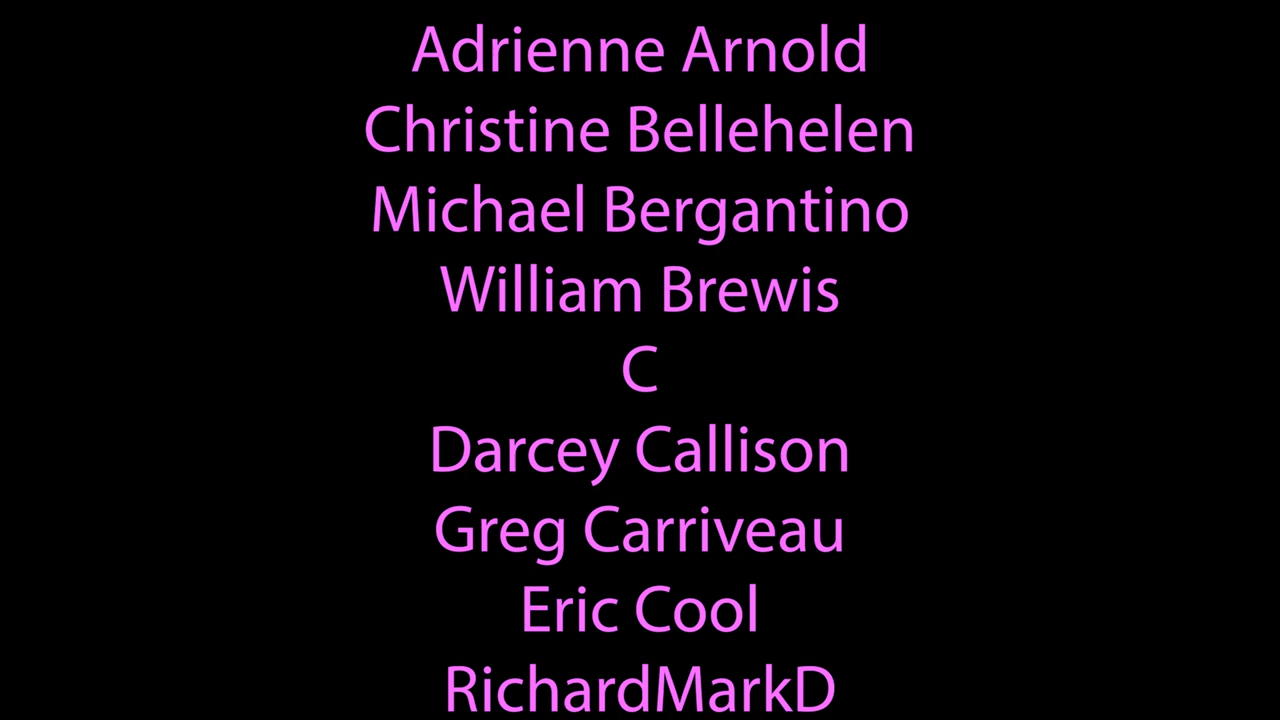 Adrienne Arnold
Christine Bellehelen
Michael Bergantino
William Brewis
C
Darcey Callison
Greg Carriveau
Eric Cool
RichardMarkD